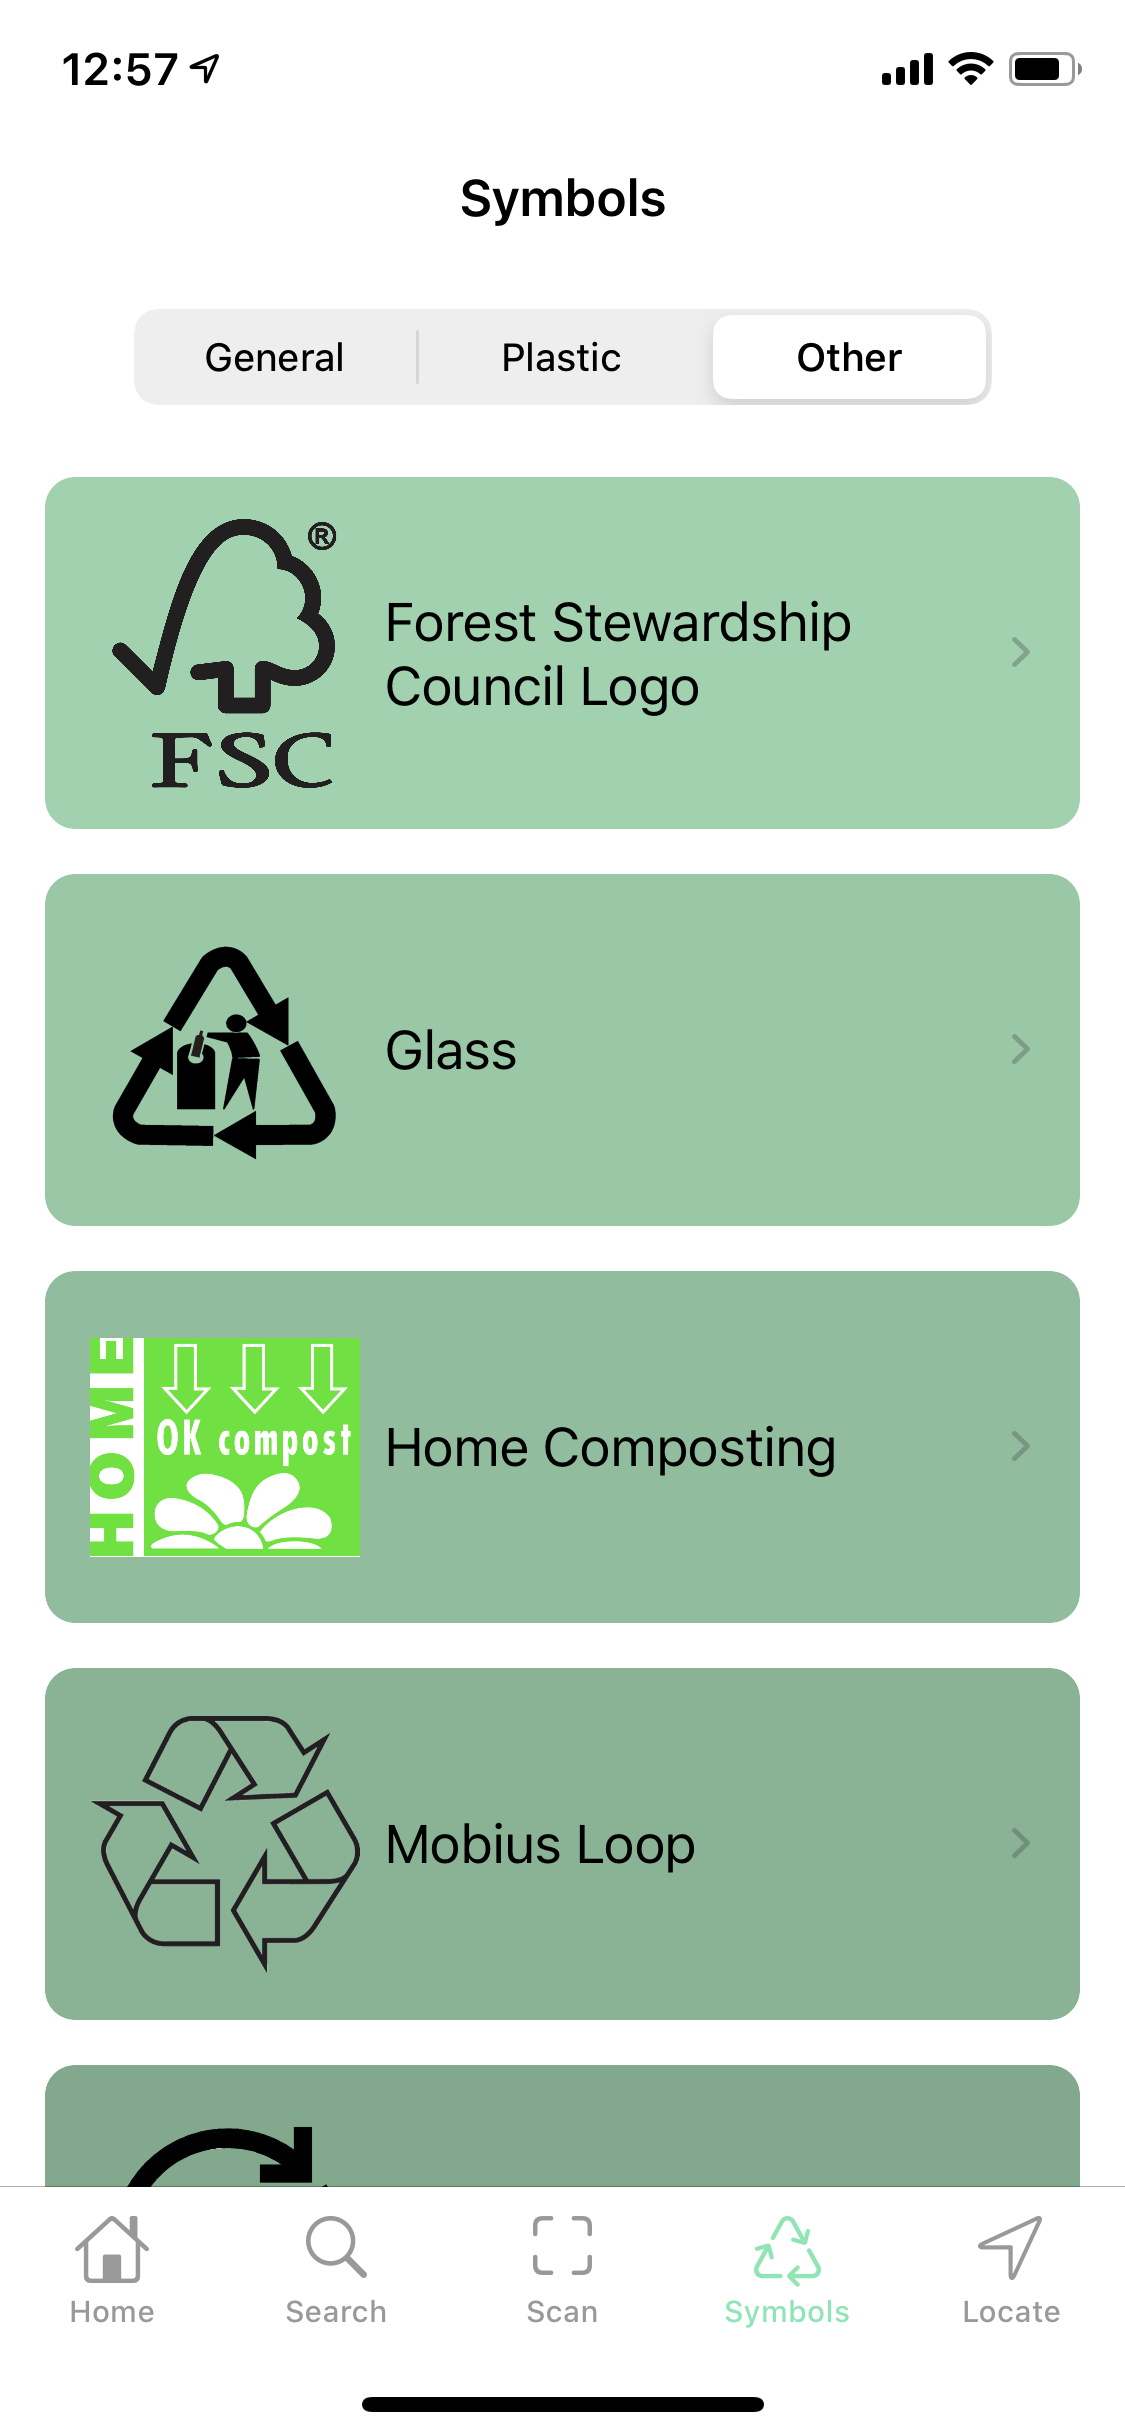 12:57
Symbols
General Plastic Other
®
FSC
Forest Stewardship
Council Logo
Glass
HOME
OK compost
Home Composting
Mobius Loop
Home Search Scan Symbols Locate